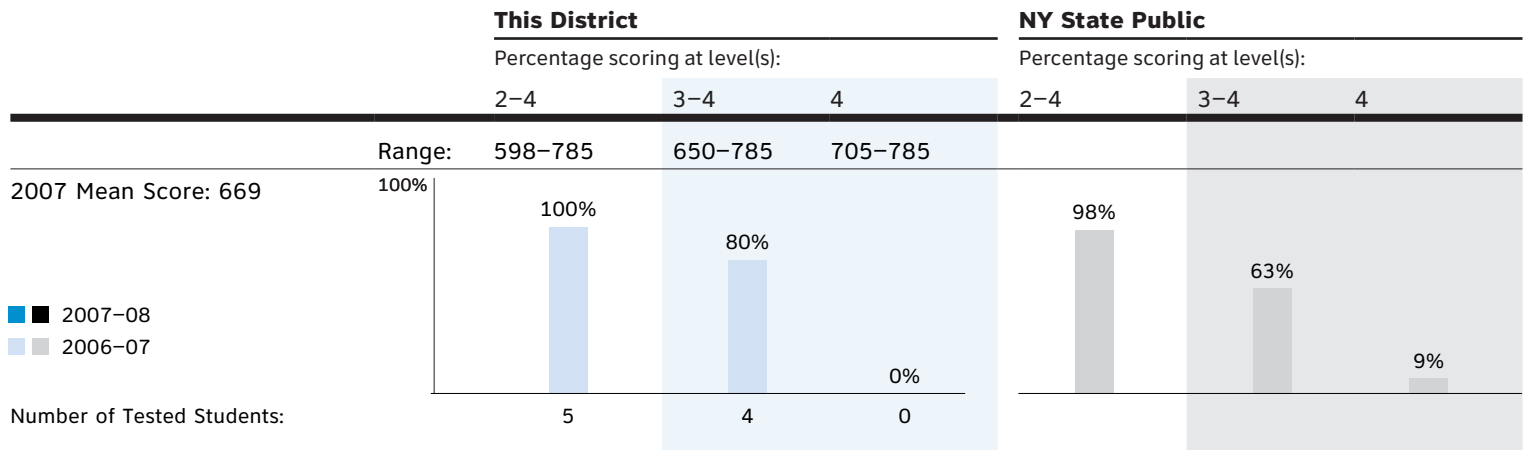 This District NY State Public
Percentage scoring at level(s): Percentage scoring at level(s):
2–4 3–4 4 2–4 3–4 4
Range: 598–785 650–785 705–785
2007 Mean Score: 669 100%
100% 80% 0% 98% 63% 9%
2007–08
2006–07
Number of Tested Students: 5 4 0